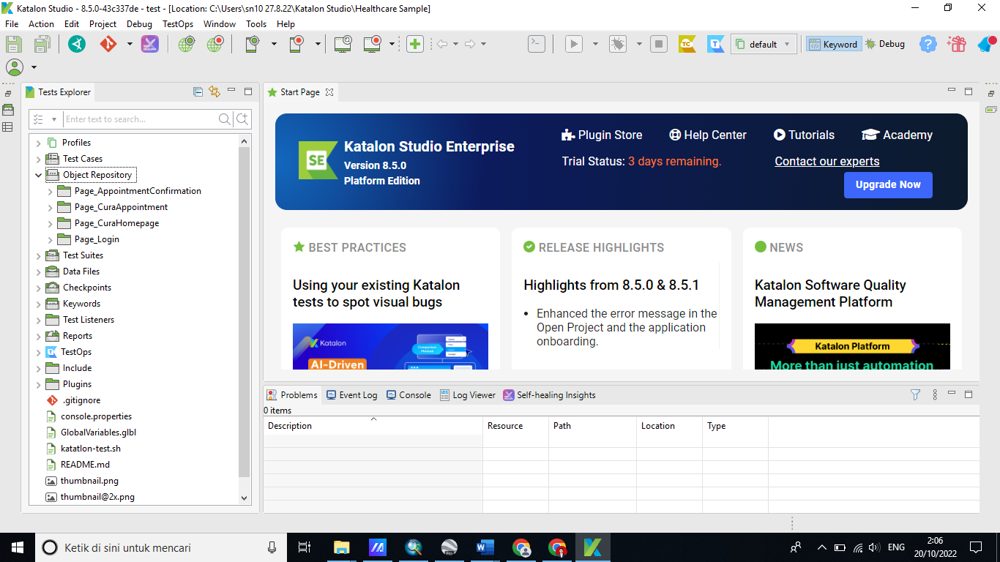 Katalon Studio - 8.5.0-43c337de - test - [Location: C:\Users\sn10 27.8.22\Katalon Studio\Healthcare Sample]
File Action Edit Project Debug TestOps Window Tools Help
default
Keyword
Debug
Tests Explorer
Enter text to search...
Profiles
Test Cases
Object Repository
Page_AppointmentConfirmation
Page_CuraAppointment
Page_CuraHomepage
Page_Login
Test Suites
Data Files
Checkpoints
Keywords
Test Listeners
Reports
TestOps
Include
Plugins
.gitignore
console.properties
GlobalVariables.glbl
katatlon-test.sh
README.md
thumbnail.png
thumbnail@2x.png
Start Page
SE
Katalon Studio Enterprise
Version 8.5.0
Platform Edition
Plugin Store Help Center Tutorials Academy
Trial Status: 3 days remaining. Contact our experts
Upgrade Now
BEST PRACTICES
Using your existing Katalon
tests to spot visual bugs
Katalon
AI-Driven
RELEASE HIGHLIGHTS
Highlights from 8.5.0 & 8.5.1
• Enhanced the error message in the
Open Project and the application
onboarding.
NEWS
Katalon Software Quality
Management Platform
Katalon Platform
More than just automation
Problems Event Log Console Log Viewer Self-healing Insights
0 items
Description Resource Path Location Type
Ketik di sini untuk mencari
ENG
2:06
20/10/2022